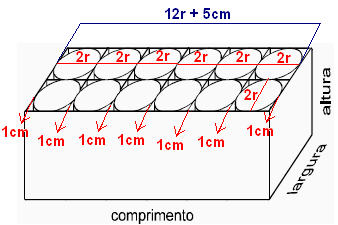 12r + 5cm
2r 2r 2r 2r 2r 2r
2r
1cm 1cm 1cm 1cm 1cm 1cm 1cm
altura
largura
comprimento